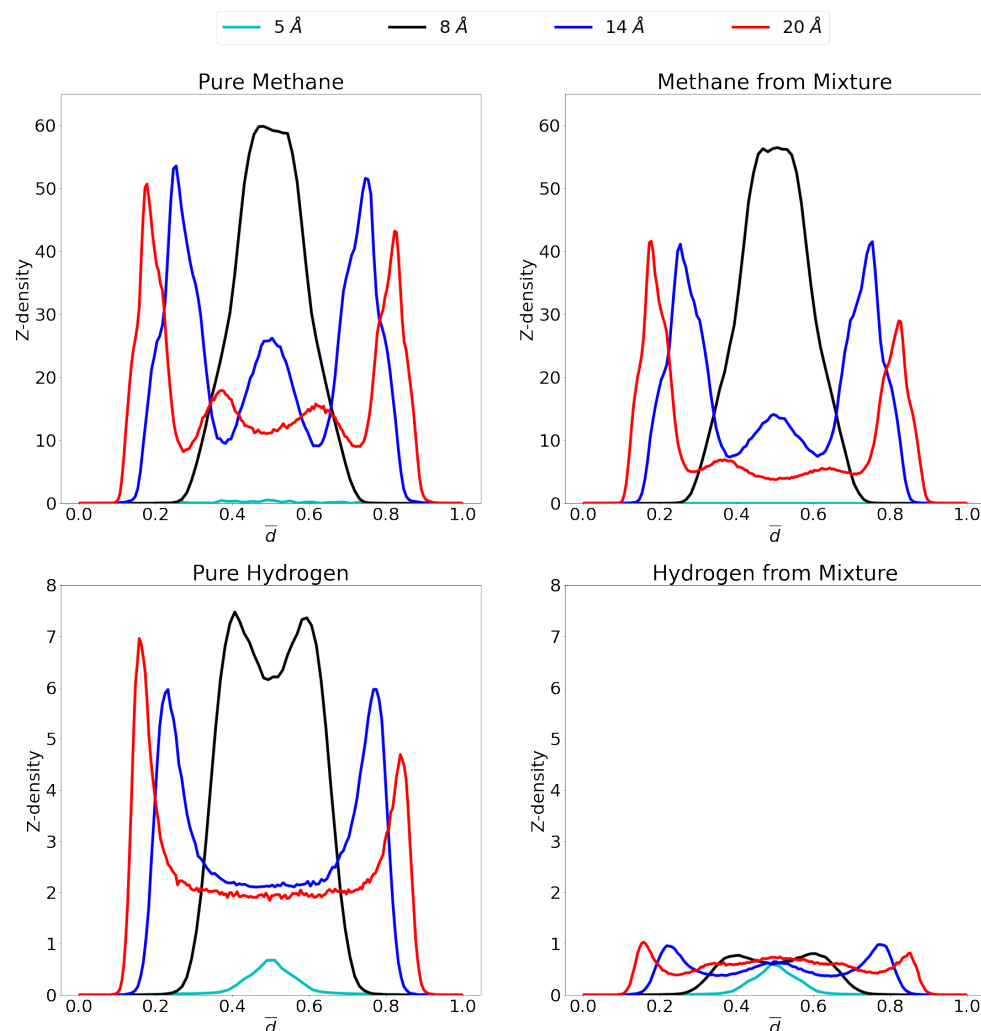 5 Å 8 Å 14 Å 20 Å
Pure Methane
Z-density
60
50
40
30
20
10
0
0.0 0.2 0.4 0.6 0.8 1.0
d̅
Methane from Mixture
Z-density
60
50
40
30
20
10
0
0.0 0.2 0.4 0.6 0.8 1.0
d̅
Pure Hydrogen
Z-density
8
7
6
5
4
3
2
1
0
0.0 0.2 0.4 0.6 0.8 1.0
d̅
Hydrogen from Mixture
Z-density
8
7
6
5
4
3
2
1
0
0.0 0.2 0.4 0.6 0.8 1.0
d̅